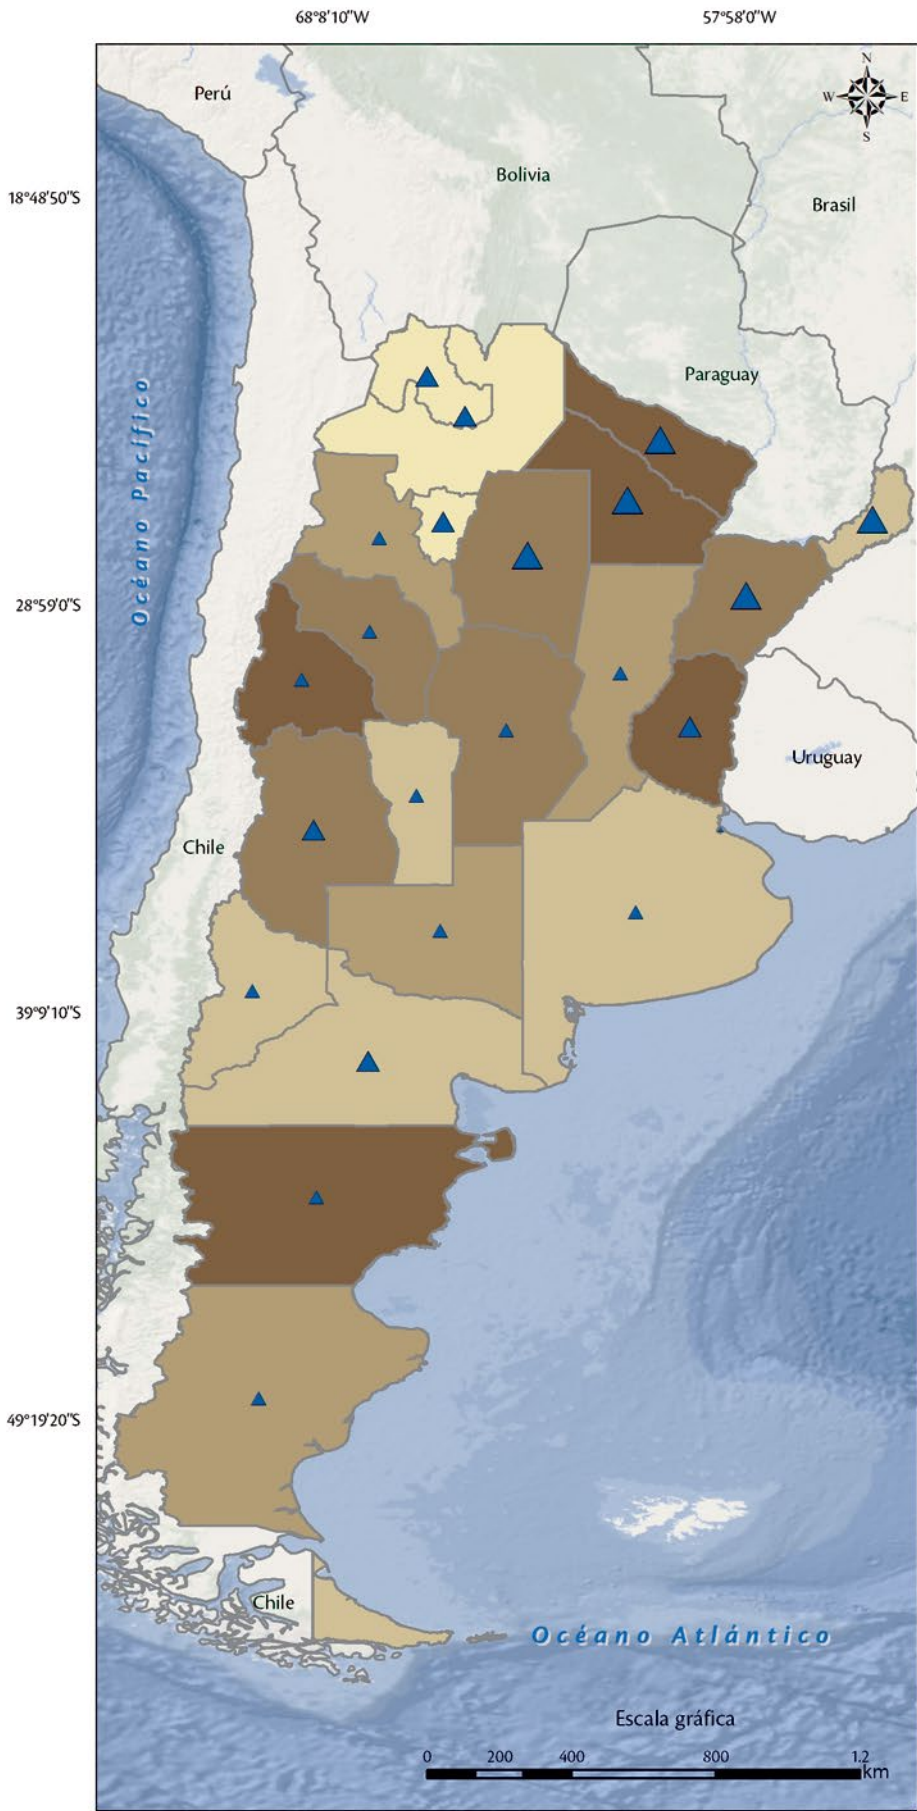 68°8'10"W
57°58'0"W
Perú
N
W
E
S
Bolivia
18°48'50"S
Brasil
Paraguay
Océano Pacífico
28°59'0"S
Uruguay
Chile
39°9'10"S
49°19'20"S
Chile
Océano Atlántico
Escala gráfica
0 200 400 800 1.2
km